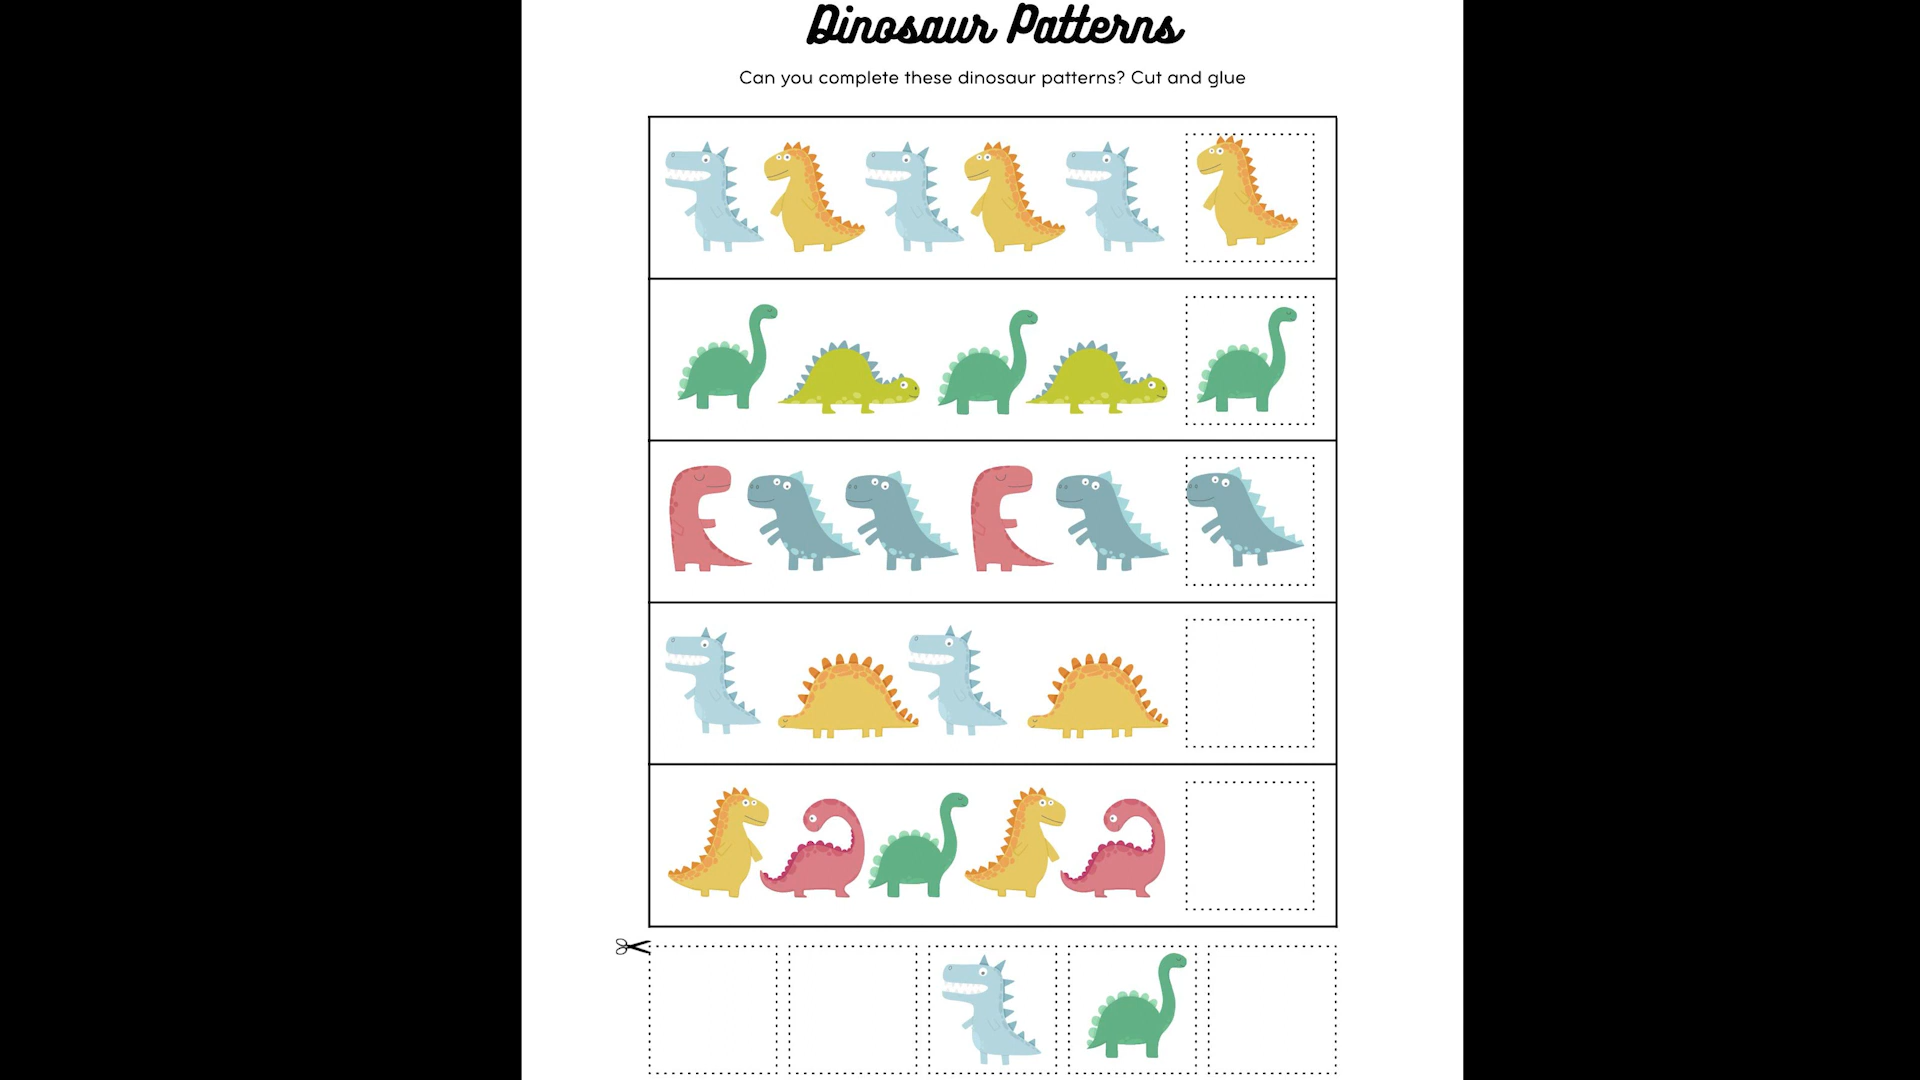 Dinosaur Patterns
Can you complete these dinosaur patterns? Cut and glue